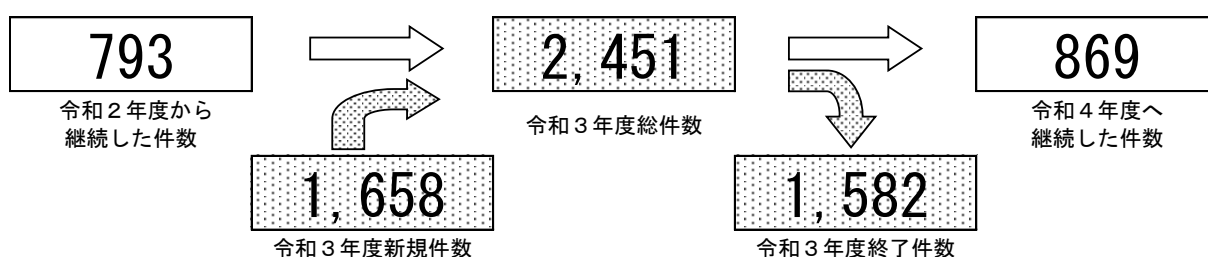 793
2,451
869
令和２年度から
継続した件数
令和３年度総件数
令和４年度へ
継続した件数
1,658
1,582
令和３年度新規件数
令和３年度終了件数